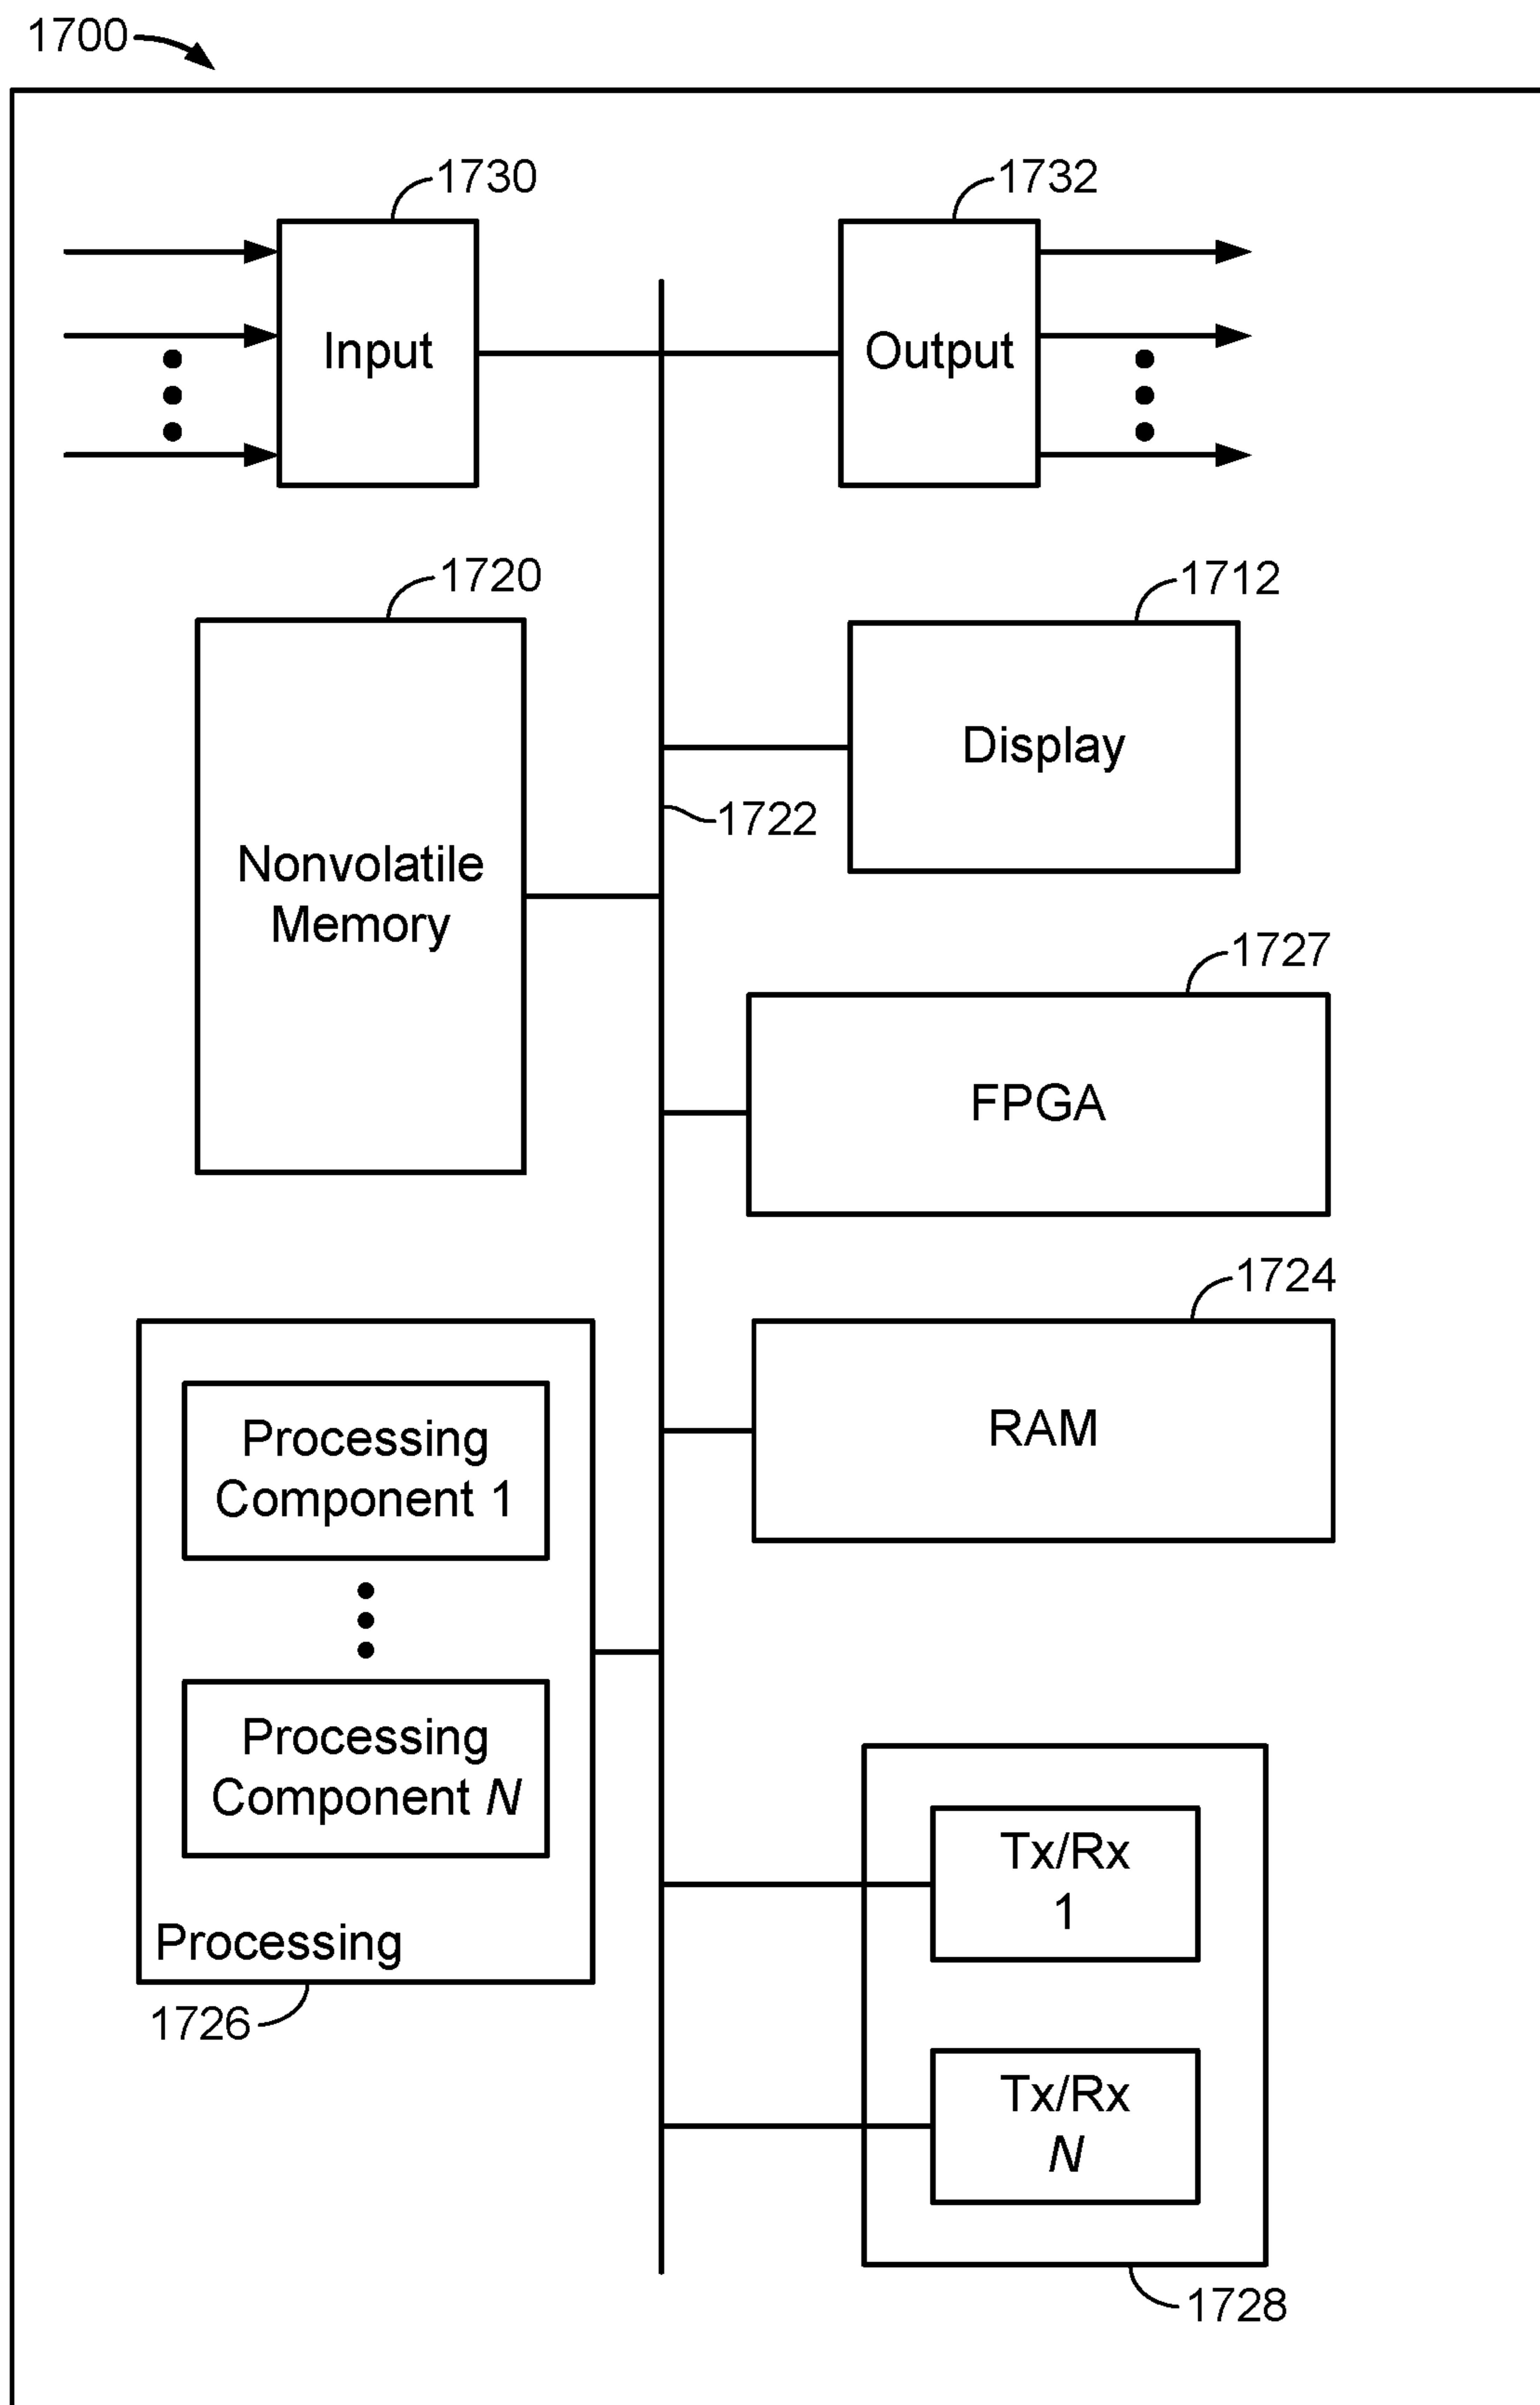 1700
1730
1732
Input
Output
1720
1712
Display
1722
Nonvolatile
Memory
1727
FPGA
1724
RAM
Processing
Component 1
Processing
Component N
Processing
1726
Tx/Rx
1
Tx/Rx
N
1728